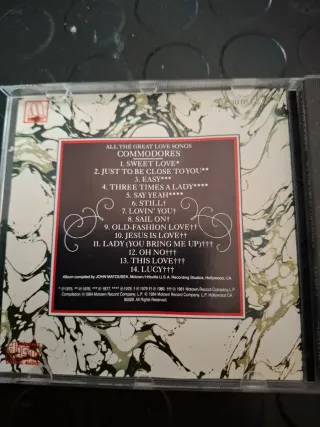 ALL THE GREAT LOVE SONGS
COMMODORES
1. SWEET LOVE*
2. JUST TO BE CLOSE TO YOU**
3. EASY***
4. THREE TIMES A LADY****
5. SAY YEAH****
6. STILL†
7. LOVIN' YOU†
8. SAIL ON†
9. OLD-FASHION LOVE††
10. JESUS IS LOVE††
11. LADY (YOU BRING ME UP)†††
12. OH NO†††
13. THIS LOVE†††
14. LUCY†††
Album compiled by JOHN MATOUSEK, Motown/Hitsville U.S.A. Recording Studios, Hollywood, CA